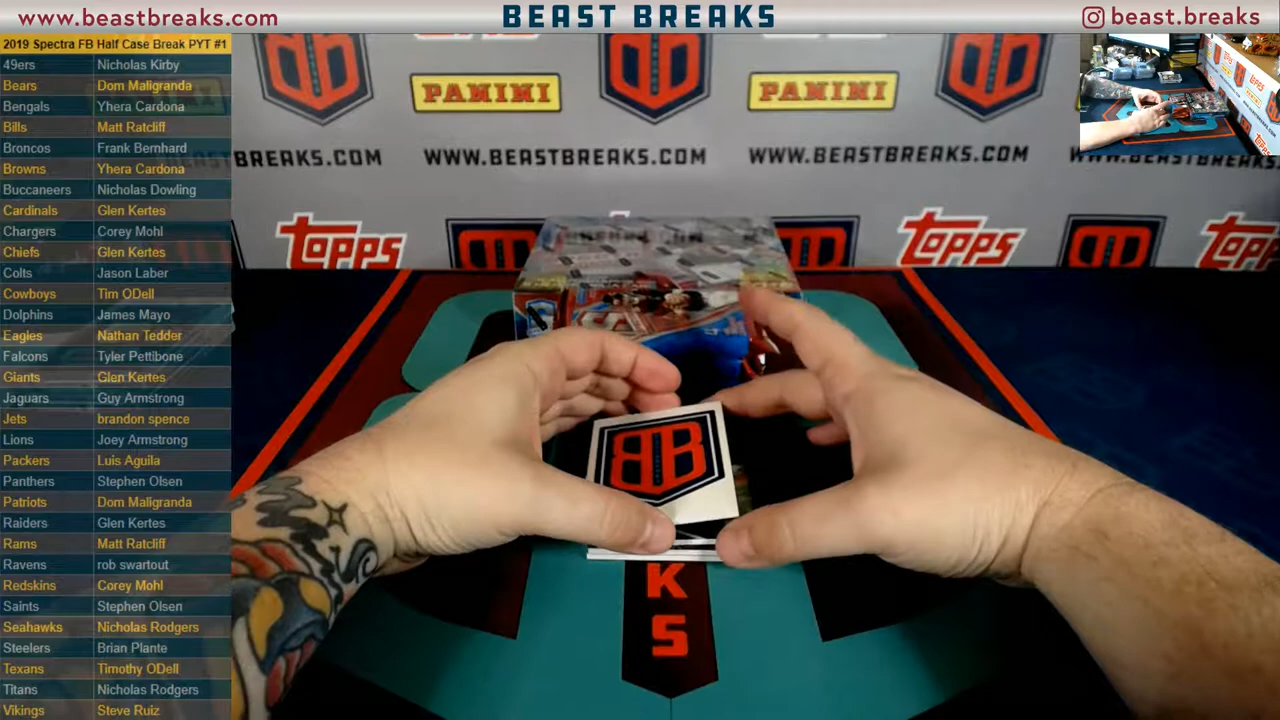 www.beastbreaks.com
BEAST BREAKS
beast.breaks
2019 Spectra FB Half Case Break PYT #1
49ers Nicholas Kirby
Bears Dom Maligranda
Bengals Yhera Cardona
Bills Matt Ratcliff
Broncos Frank Bernhard
Browns Yhera Cardona
Buccaneers Nicholas Dowling
Cardinals Glen Kertes
Chargers Corey Mohl
Chiefs Glen Kertes
Colts Jason Laber
Cowboys Tim ODell
Dolphins James Mayo
Eagles Nathan Tedder
Falcons Tyler Pettibone
Giants Glen Kertes
Jaguars Guy Armstrong
Jets brandon spence
Lions Joey Armstrong
Packers Luis Aguila
Panthers Stephen Olsen
Patriots Dom Maligranda
Raiders Glen Kertes
Rams Matt Ratcliff
Ravens rob swartout
Redskins Corey Mohl
Saints Stephen Olsen
Seahawks Nicholas Rodgers
Steelers Brian Plante
Texans Timothy ODell
Titans Nicholas Rodgers
Vikings Steve Ruiz
PANINI PANINI
BREAKS.COM WWW.BEASTBREAKS.COM WWW.BEASTBREAKS.COM
topps topps topps
BB
KS